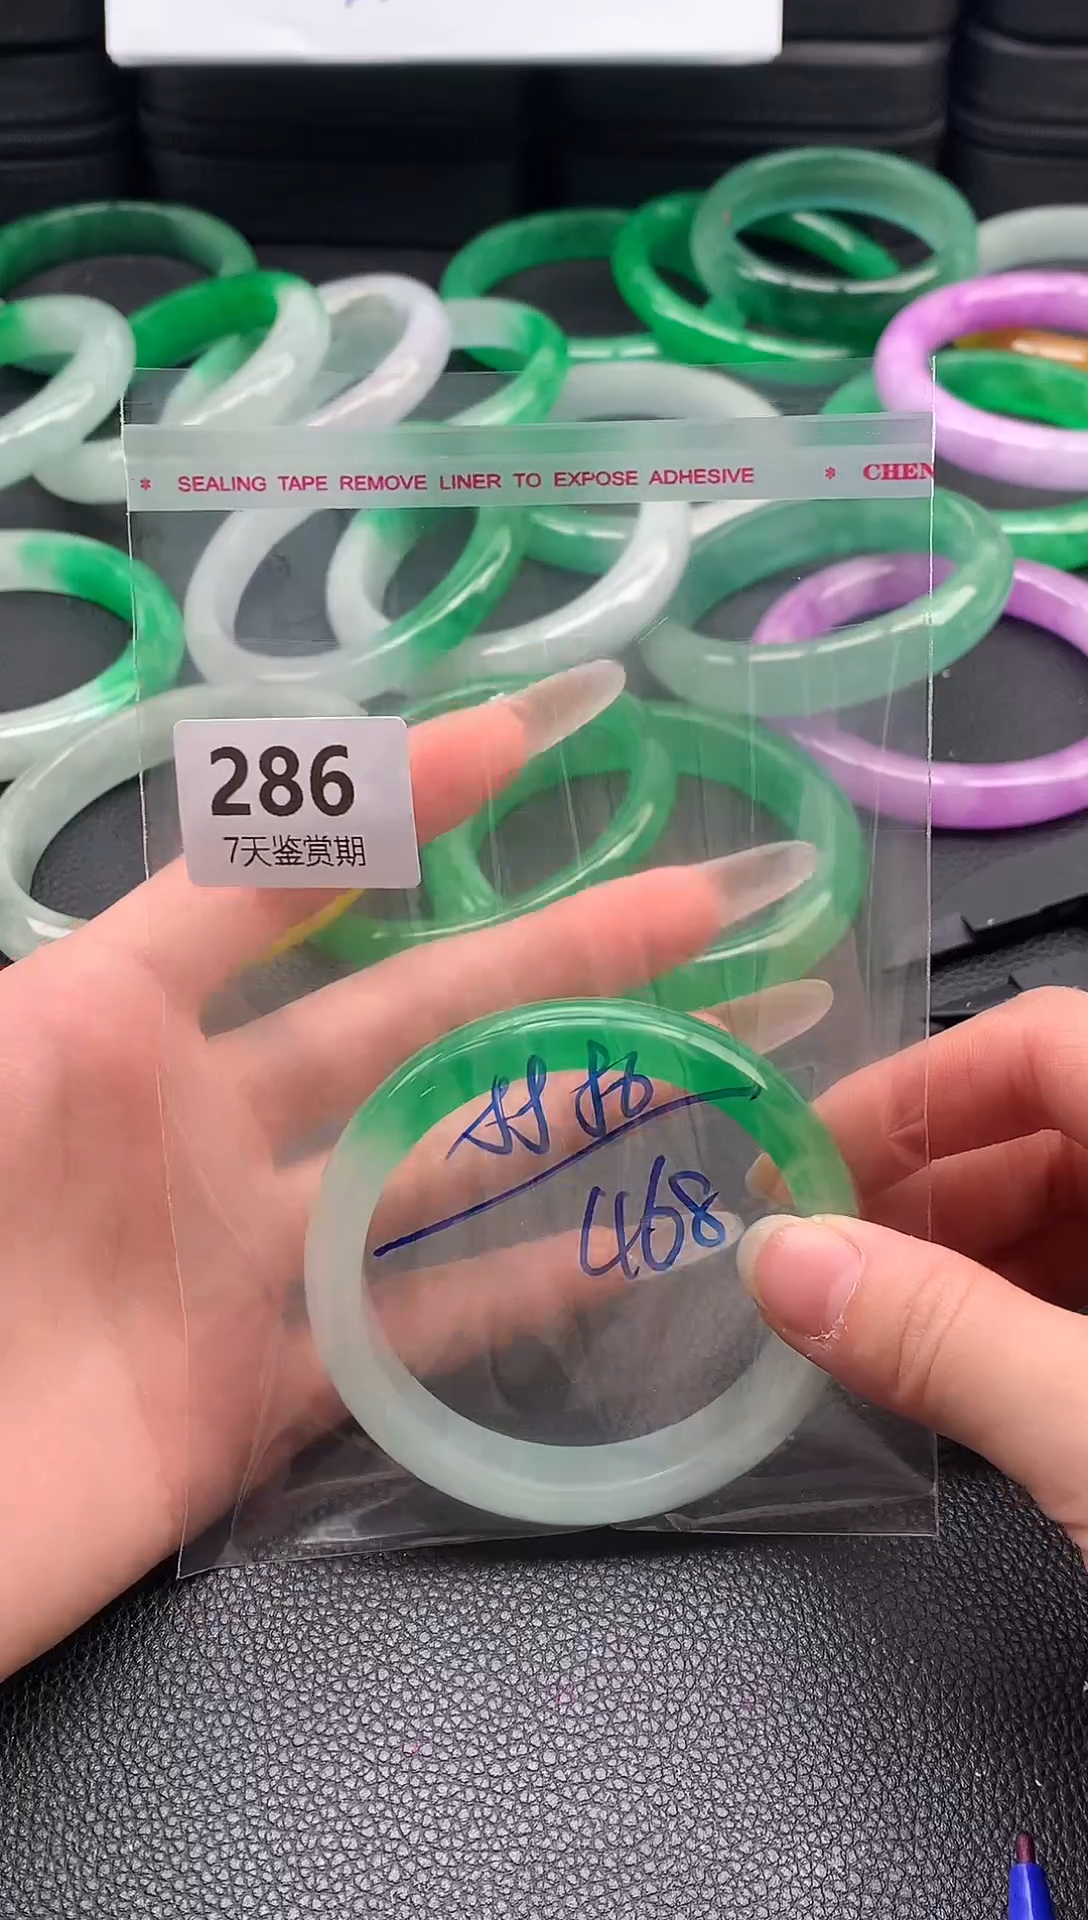 * SEALING TAPE REMOVE LINER TO EXPOSE ADHESIVE * CHEN
286
7天鉴赏期
468